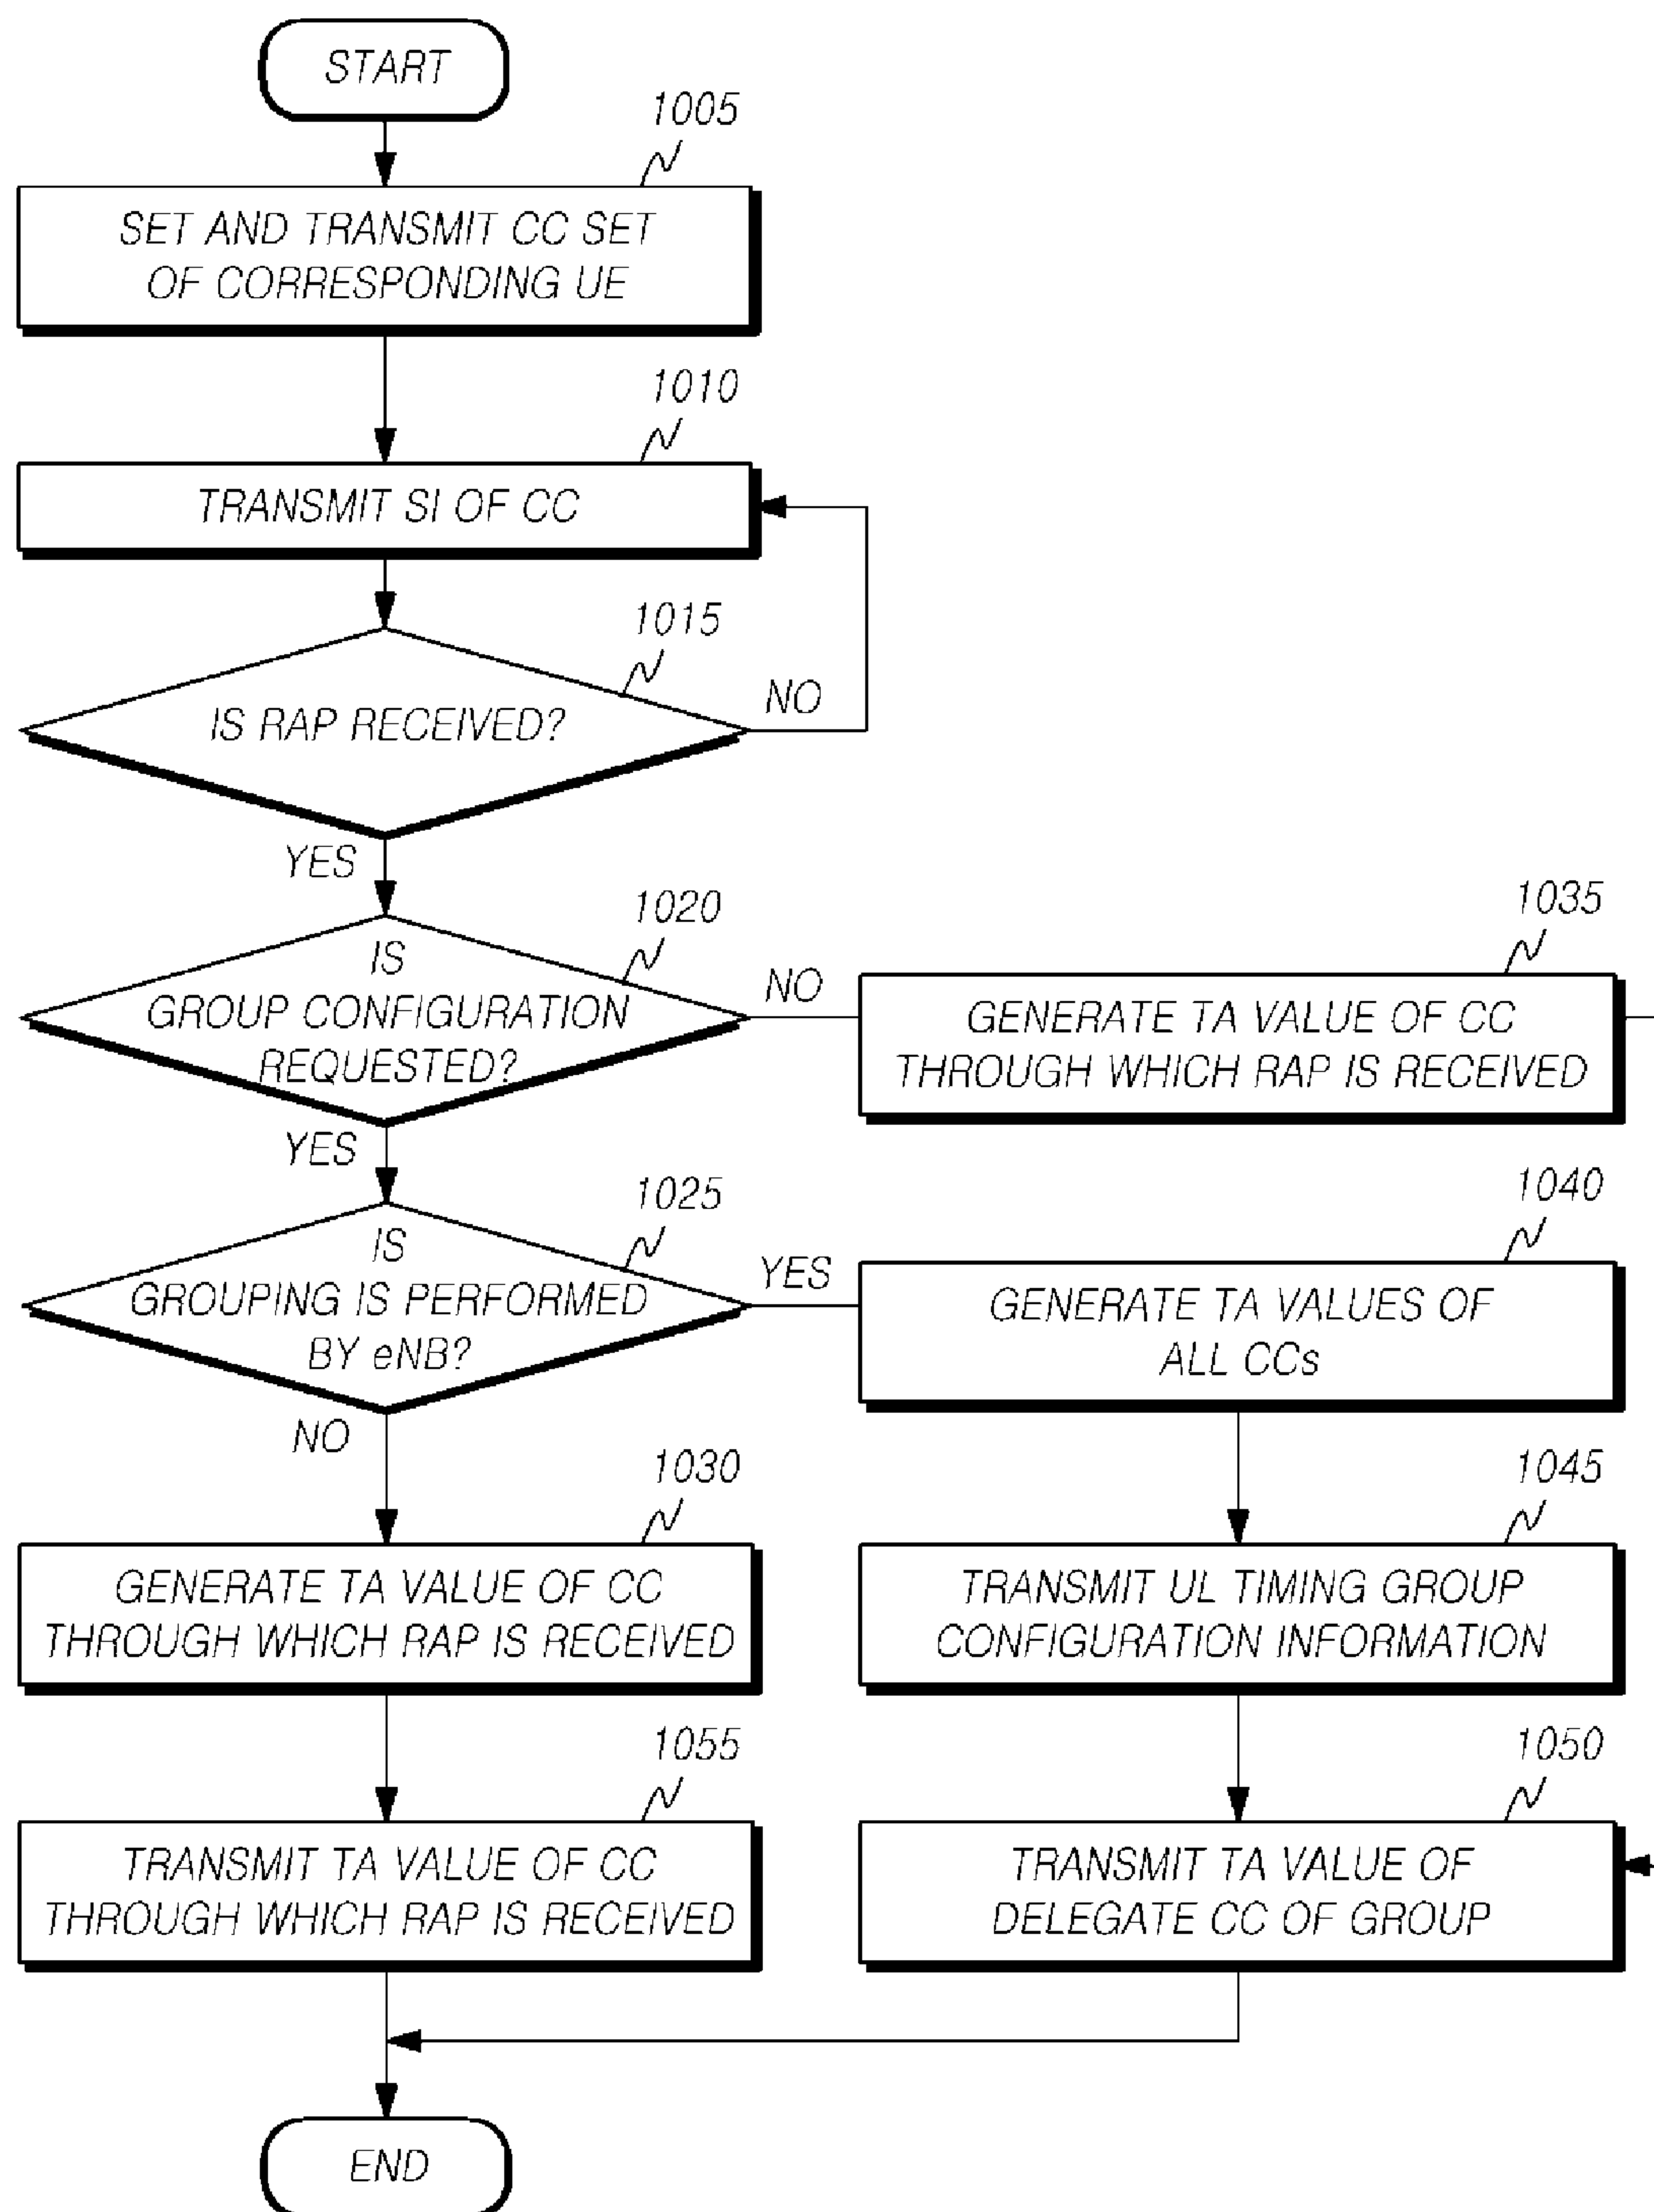 START
1005
SET AND TRANSMIT CC SET
OF CORRESPONDING UE
1010
TRANSMIT SI OF CC
1015
IS RAP RECEIVED?
NO
YES
1020
IS
GROUP CONFIGURATION
REQUESTED?
NO
1035
GENERATE TA VALUE OF CC
THROUGH WHICH RAP IS RECEIVED
YES
1025
IS
GROUPING IS PERFORMED
BY eNB?
YES
1040
GENERATE TA VALUES OF
ALL CCs
NO
1030
GENERATE TA VALUE OF CC
THROUGH WHICH RAP IS RECEIVED
1045
TRANSMIT UL TIMING GROUP
CONFIGURATION INFORMATION
1055
TRANSMIT TA VALUE OF CC
THROUGH WHICH RAP IS RECEIVED
1050
TRANSMIT TA VALUE OF
DELEGATE CC OF GROUP
END